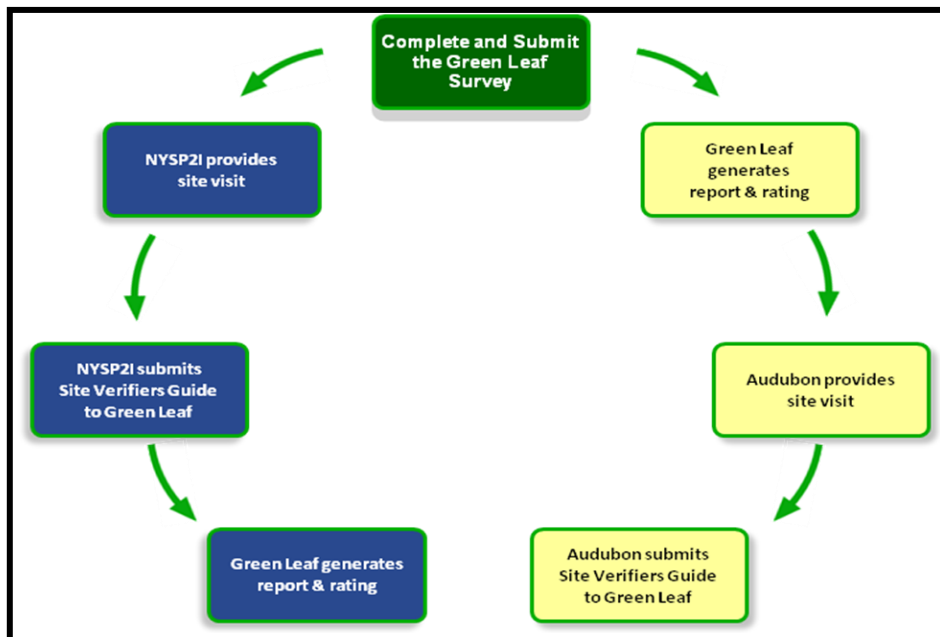 Complete and Submit
the Green Leaf
Survey
NYSP2I provides
site visit
Green Leaf
generates
report & rating
NYSP2I submits
Site Verifiers Guide
to Green Leaf
Audubon provides
site visit
Green Leaf generates
report & rating
Audubon submits
Site Verifiers Guide
to Green Leaf